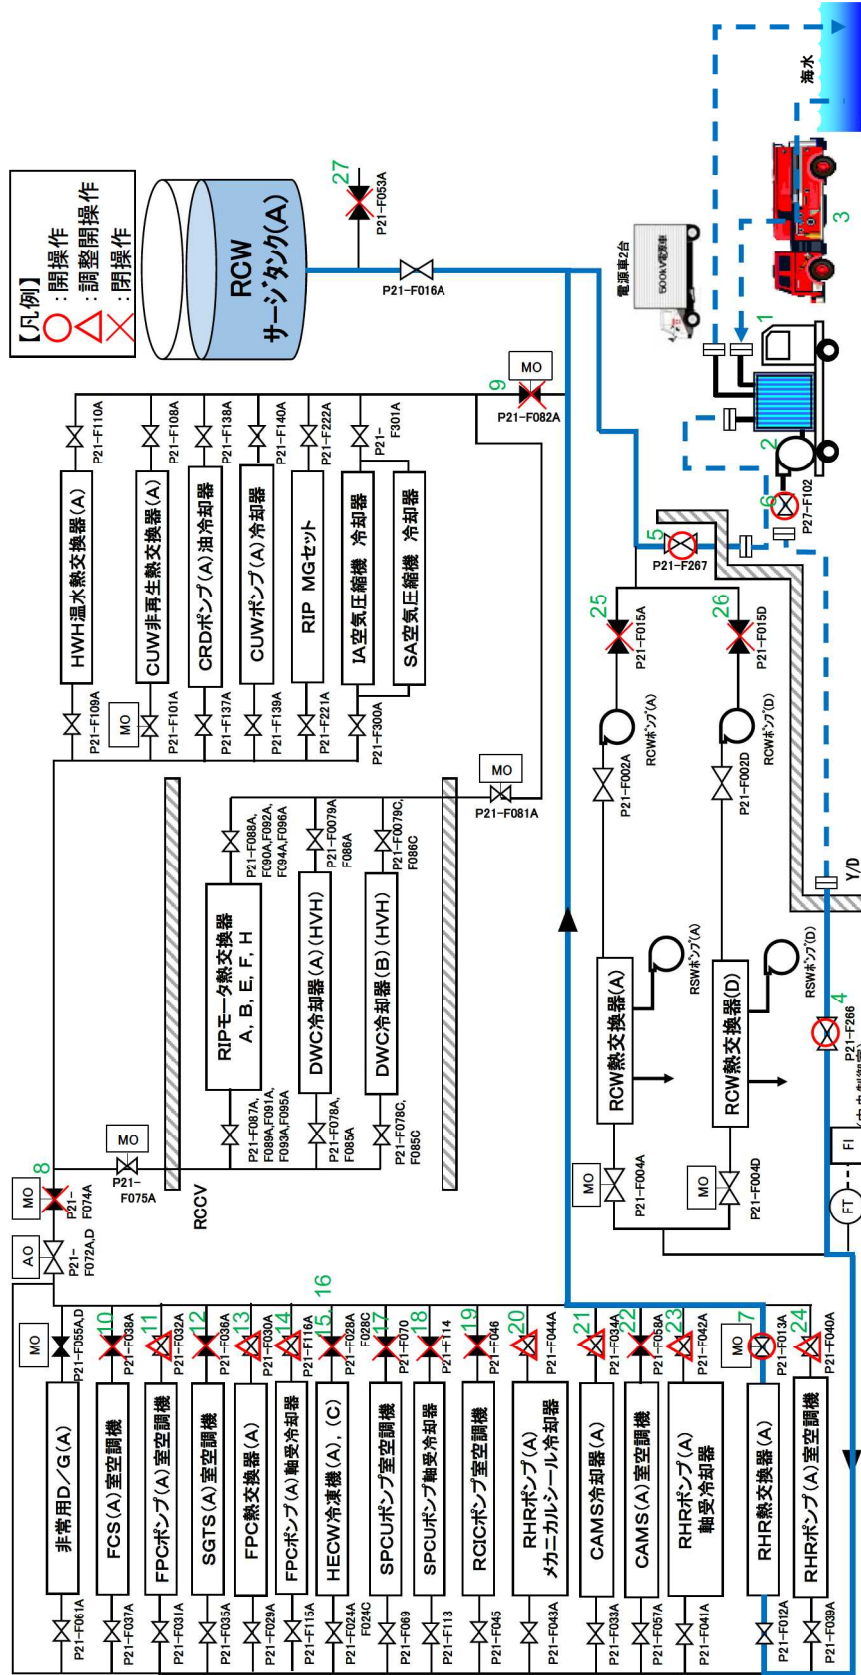 【凡例】
○:開操作
△:調整開操作
×:閉操作
RCW
サージタンク(A)
27
P21-F053A
P21-F016A
海水
3
電源車2台
500kV電源車
1
2
6
P27-F102
5
P21-F267
MO
9
P21-F082A
P21-F110A
P21-F108A
P21-F138A
P21-F140A
P21-F222A
P21-
F301A
HWH温水熱交換器(A)
CUW非再生熱交換器(A)
CRDポンプ(A)油冷却器
CUWポンプ(A)冷却器
RIP MGセット
IA空気圧縮機 冷却器
SA空気圧縮機 冷却器
P21-F109A
MO
P21-F101A
P21-F137A
P21-F139A
P21-F221A
P21-F300A
25
P21-F015A
26
P21-F015D
RCWポンプ(A)
RCWポンプ(D)
P21-F002A
P21-F002D
MO
P21-F081A
P21-F088A,
F090A,F092A,
F094A,F096A
P21-F0079A
F086A
P21-F0079C,
F086C
RIPモータ熱交換器
A, B, E, F, H
DWC冷却器(A)(HVH)
DWC冷却器(B)(HVH)
P21-F087A,
F089A,F091A,
F093A,F095A
P21-F078A,
F085A
P21-F078C,
F085C
RCCV
MO
P21-
F075A
8
MO
P21-
F074A
AO
P21-
F072A,D
RCW熱交換器(A)
RCW熱交換器(D)
RSWポンプ(A)
RSWポンプ(D)
MO
P21-F004A
MO
P21-F004D
Y/D
4
P21-F266
FI
FT
MO
P21-F055A,D
10
P21-F038A
11
P21-F032A
12
P21-F036A
13
P21-F030A
14
P21-F116A
15, 16
P21-F028A
F028C
17
P21-F070
18
P21-F114
19
P21-F046
20
P21-F044A
21
P21-F034A
22
P21-F058A
23
P21-F042A
7
MO
P21-F013A
24
P21-F040A
非常用D/G(A)
FCS(A)室空調機
FPCポンプ(A)室空調機
SGTS(A)室空調機
FPC熱交換器(A)
FPCポンプ(A)軸受冷却器
HECW冷凍機(A), (C)
SPCUポンプ室空調機
SPCUポンプ軸受冷却器
RCICポンプ室空調機
RHRポンプ(A)
メカニカルシール冷却器
CAMS冷却器(A)
CAMS(A)室空調機
RHRポンプ(A)
軸受冷却器
RHR熱交換器(A)
RHRポンプ(A)室空調機
P21-F061A
P21-F037A
P21-F031A
P21-F035A
P21-F029A
P21-F115A
P21-F024A
F024C
P21-F069
P21-F113
P21-F045
P21-F043A
P21-F033A
P21-F057A
P21-F041A
P21-F012A
P21-F039A